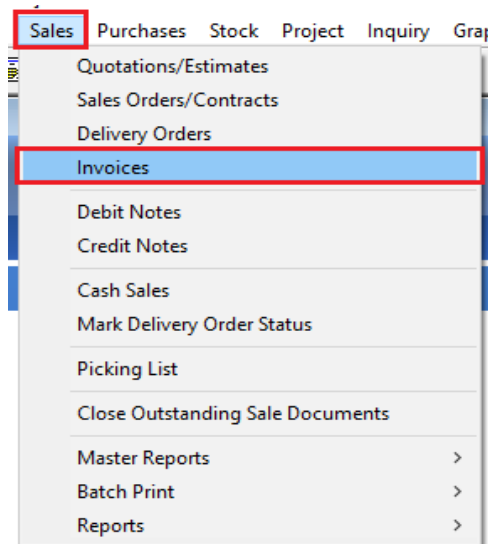 Sales Purchases Stock Project Inquiry
Quotations/Estimates
Sales Orders/Contracts
Delivery Orders
Invoices
Debit Notes
Credit Notes
Cash Sales
Mark Delivery Order Status
Picking List
Close Outstanding Sale Documents
Master Reports
Batch Print
Reports